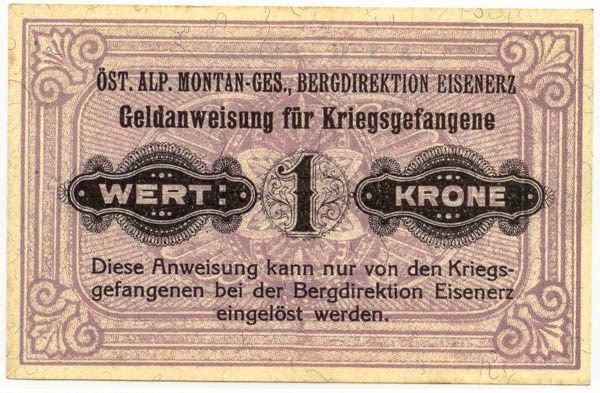 ÖST. ALP. MONTAN-GES., BERGDIREKTION EISENERZ
Geldanweisung für Kriegsgefangene
WERT: 1 KRONE
Diese Anweisung kann nur von den Kriegs-
gefangenen bei der Bergdirektion Eisenerz
eingelöst werden.